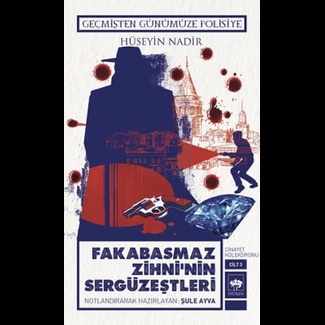 GEÇMİŞTEN GÜNÜMÜZE POLİSİYE
HÜSEYİN NADİR
FAKABASMAZ
ZİHNİ'NİN
SERGÜZEŞTLERİ
NOTLANDIRARAK HAZIRLAYAN: ŞULE AYVA
CİNAYET
KOLEKSİYONU
CİLT 3
ÖTÜKEN